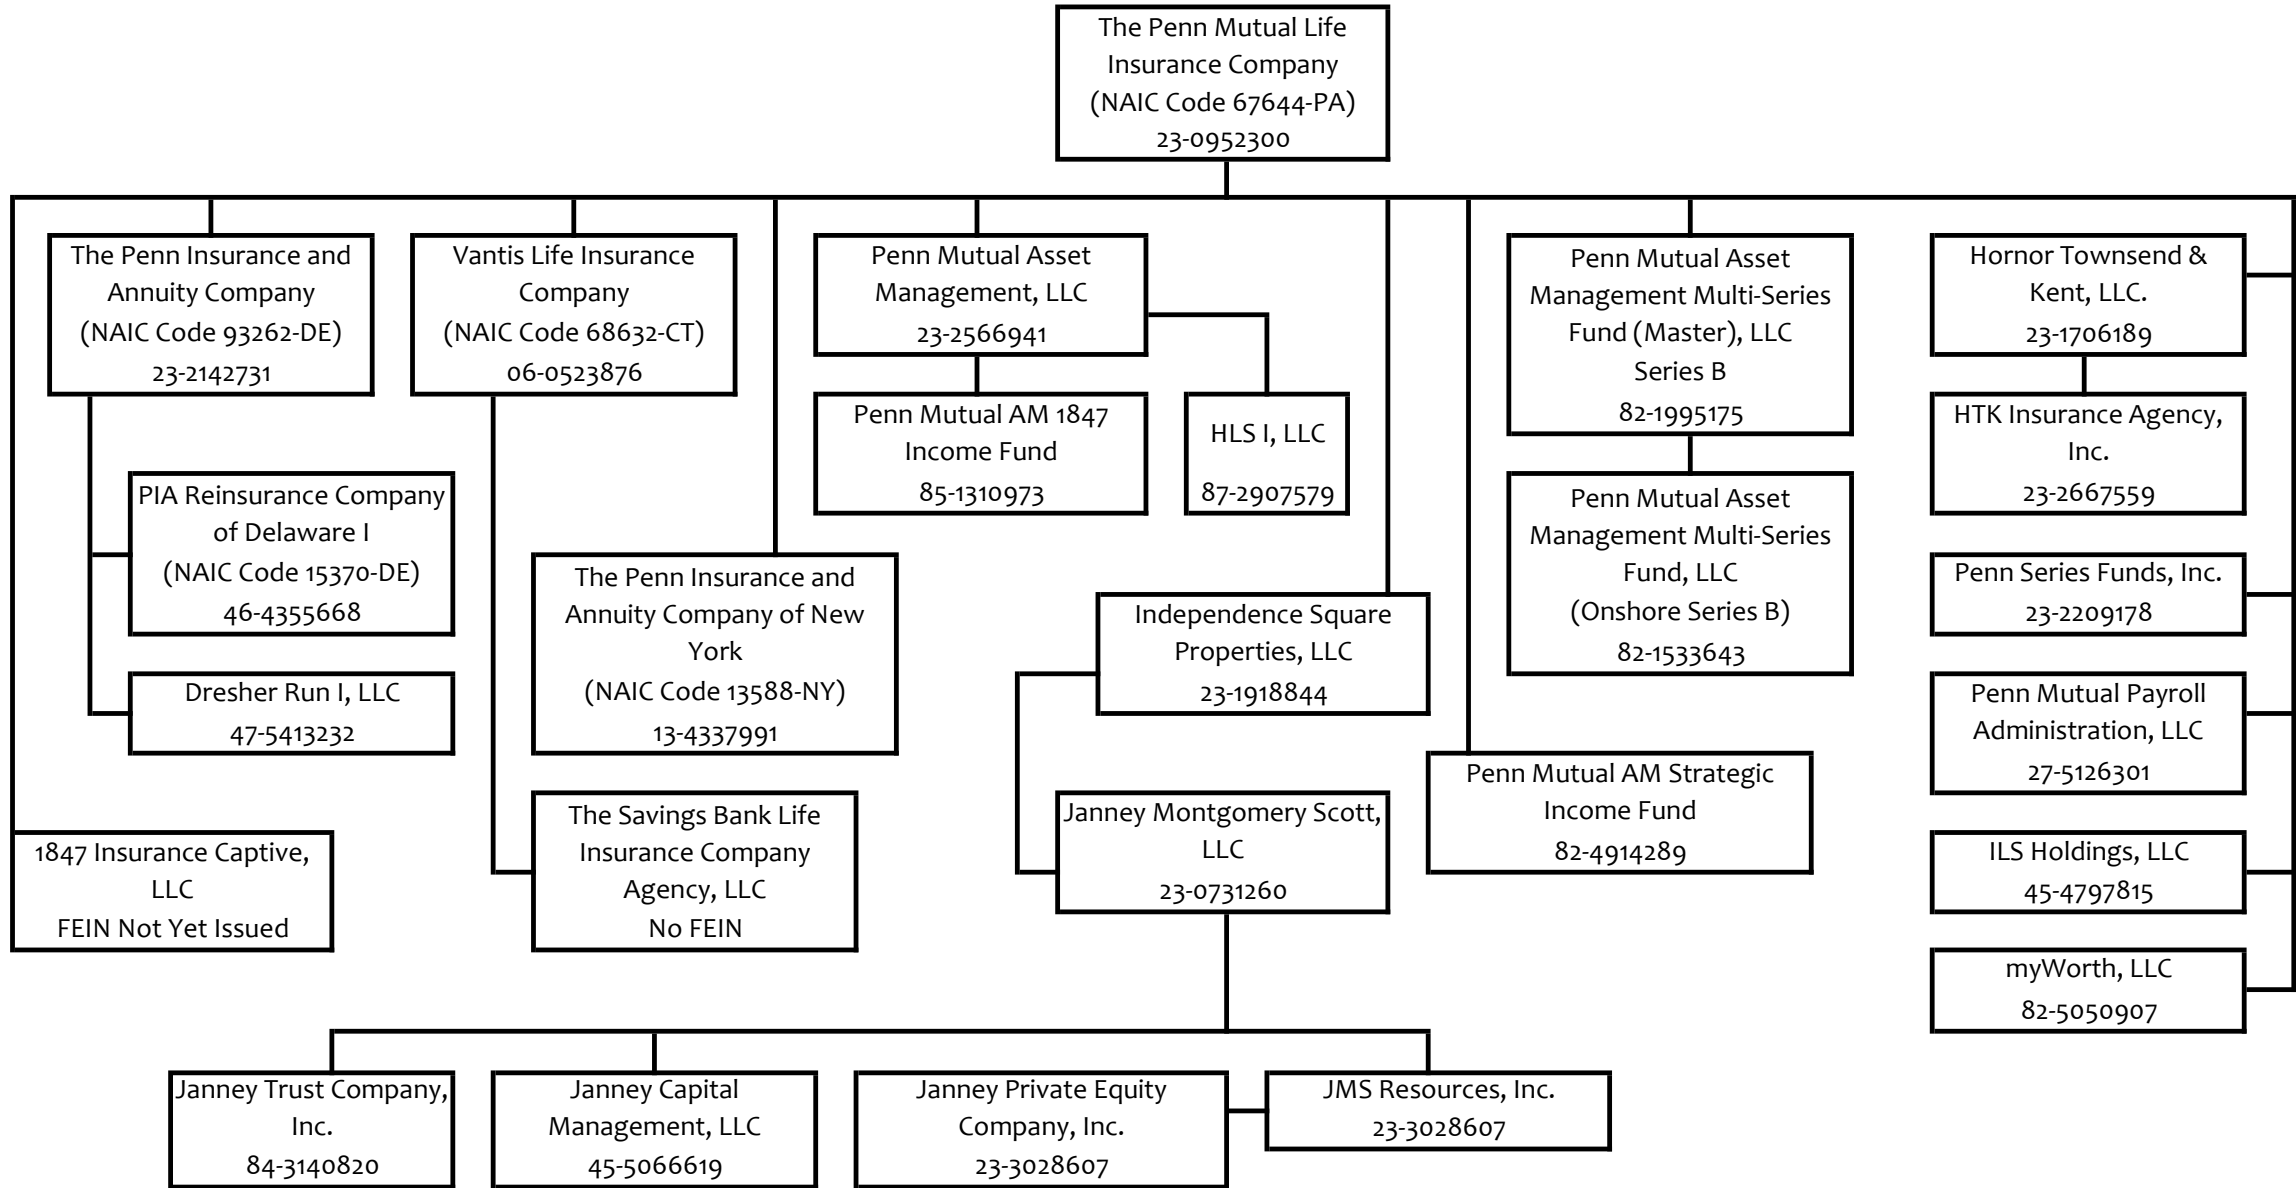 The Penn Mutual Life
Insurance Company
(NAIC Code 67644-PA)
23-0952300
The Penn Insurance and
Annuity Company
(NAIC Code 93262-DE)
23-2142731
Vantis Life Insurance
Company
(NAIC Code 68632-CT)
06-0523876
Penn Mutual Asset
Management, LLC
23-2566941
Penn Mutual Asset
Management Multi-Series
Fund (Master), LLC
Series B
82-1995175
Hornor Townsend &
Kent, LLC.
23-1706189
Penn Mutual AM 1847
Income Fund
85-1310973
HLS I, LLC
87-2907579
HTK Insurance Agency,
Inc.
23-2667559
PIA Reinsurance Company
of Delaware I
(NAIC Code 15370-DE)
46-4355668
Penn Mutual Asset
Management Multi-Series
Fund, LLC
(Onshore Series B)
82-1533643
The Penn Insurance and
Annuity Company of New
York
(NAIC Code 13588-NY)
13-4337991
Independence Square
Properties, LLC
23-1918844
Penn Series Funds, Inc.
23-2209178
Dresher Run I, LLC
47-5413232
Penn Mutual Payroll
Administration, LLC
27-5126301
Penn Mutual AM Strategic
Income Fund
82-4914289
The Savings Bank Life
Insurance Company
Agency, LLC
No FEIN
Janney Montgomery Scott,
LLC
23-0731260
1847 Insurance Captive,
LLC
FEIN Not Yet Issued
ILS Holdings, LLC
45-4797815
myWorth, LLC
82-5050907
Janney Trust Company,
Inc.
84-3140820
Janney Capital
Management, LLC
45-5066619
Janney Private Equity
Company, Inc.
23-3028607
JMS Resources, Inc.
23-3028607